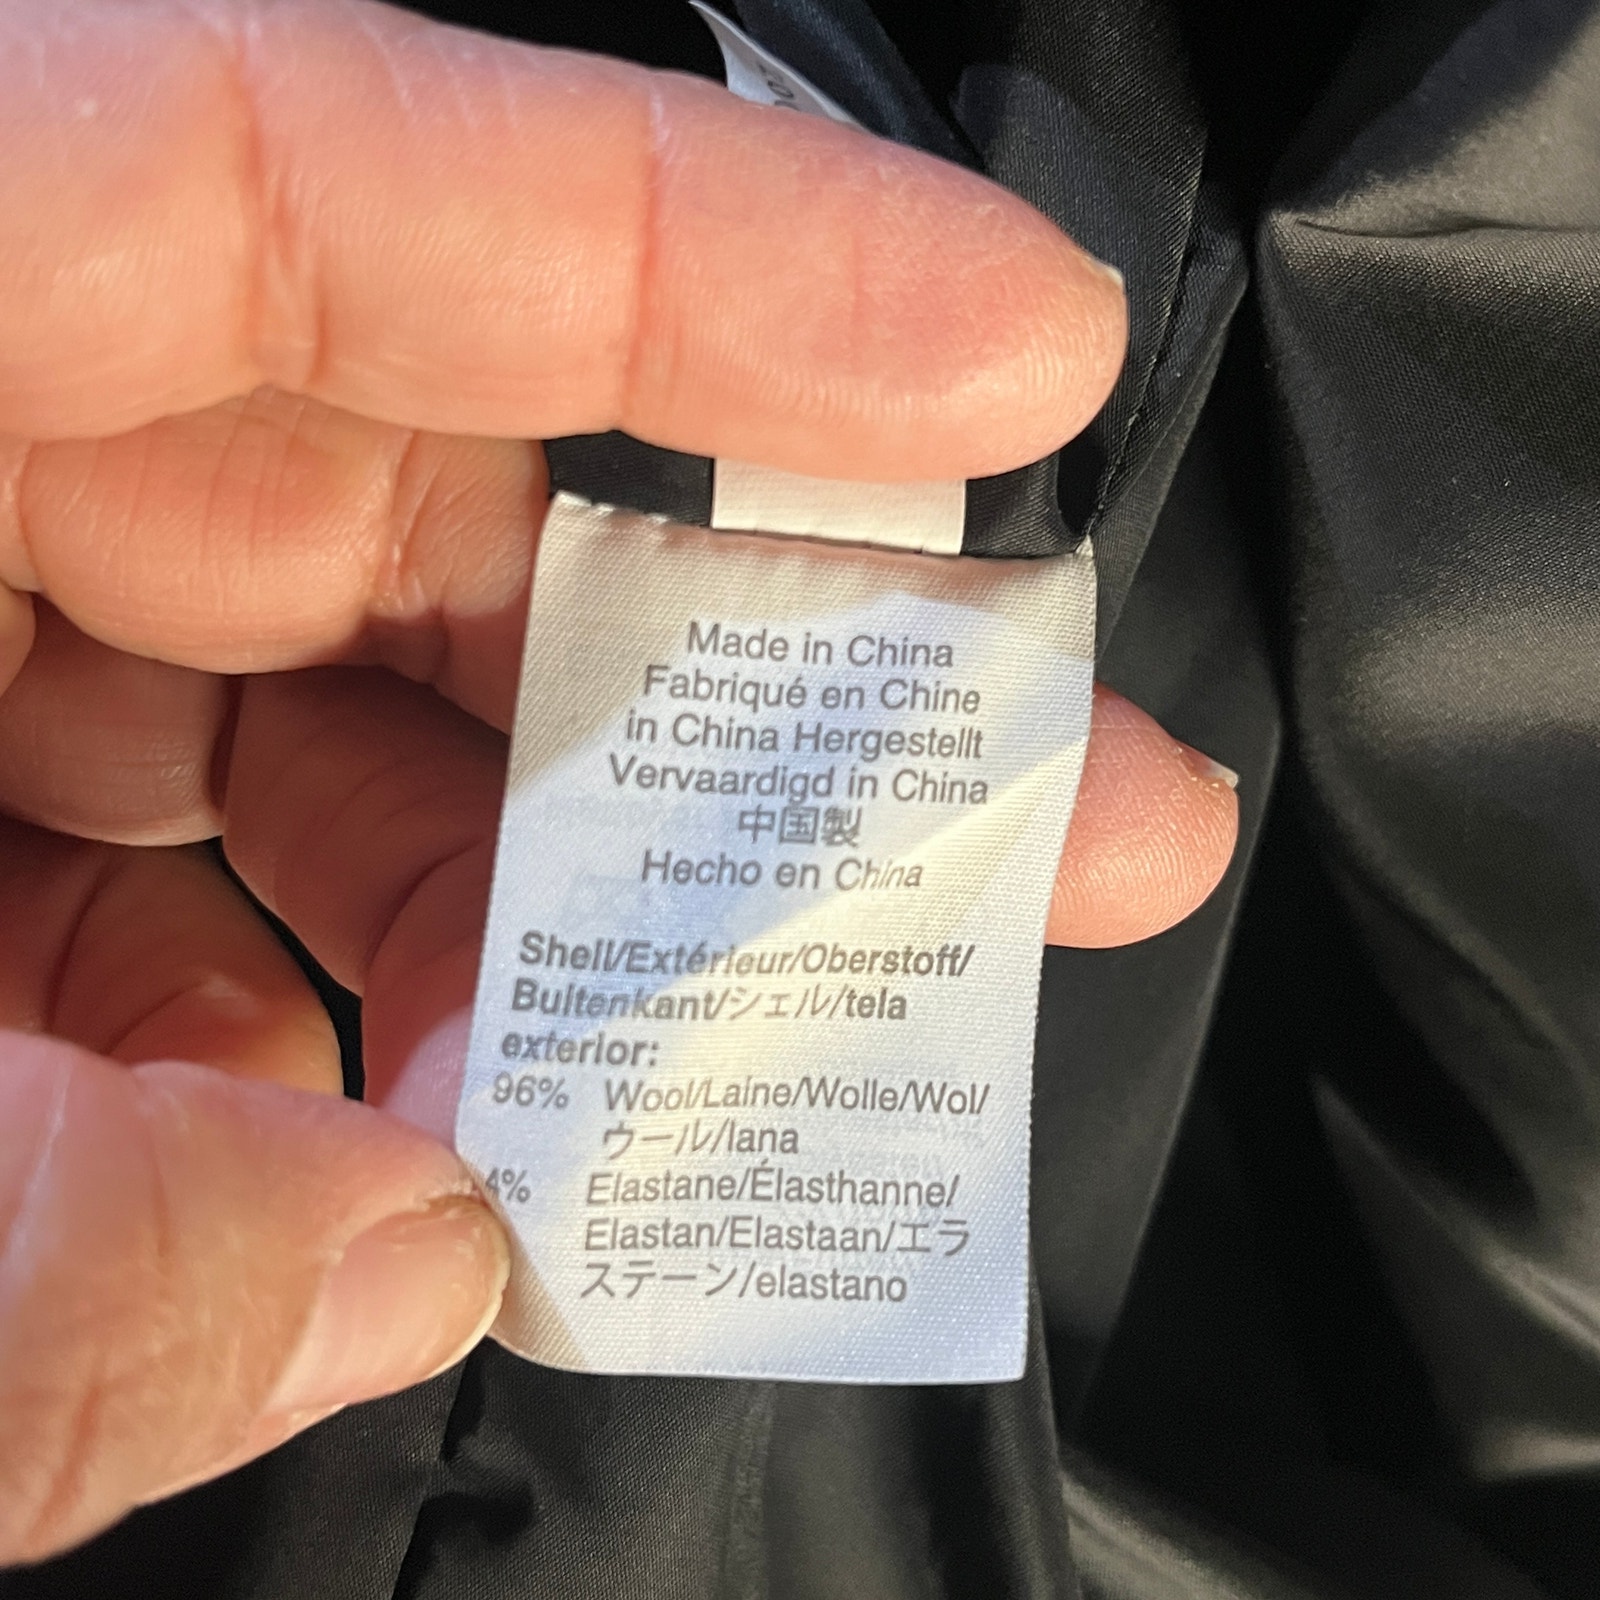 Made in China
Fabriqué en Chine
in China Hergestellt
Vervaardigd in China
中国製
Hecho en China
Shell/Extérieur/Oberstoff/
Buitenkant/シェル/tela
exterior:
96% Wool/Laine/Wolle/Wol/
ウール/lana
4% Elastane/Élasthanne/
Elastan/Elastaan/エラ
ステーン/elastano